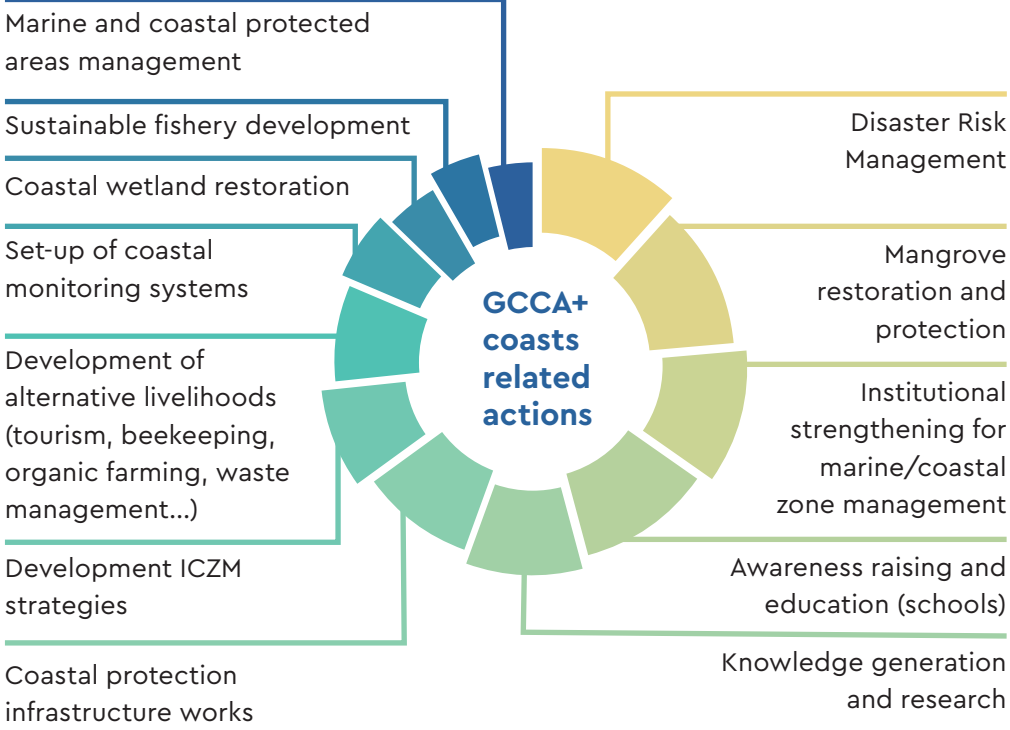 Marine and coastal protected
areas management
Sustainable fishery development
Coastal wetland restoration
Set-up of coastal
monitoring systems
Development of
alternative livelihoods
(tourism, beekeeping,
organic farming, waste
management...)
Development ICZM
strategies
Coastal protection
infrastructure works
GCCA+
coasts
related
actions
Disaster Risk
Management
Mangrove
restoration and
protection
Institutional
strengthening for
marine/coastal
zone management
Awareness raising and
education (schools)
Knowledge generation
and research